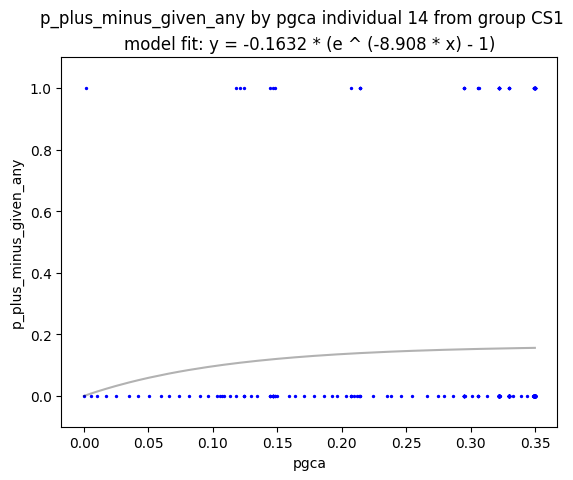 p_plus_minus_given_any by pgca individual 14 from group CS1
model fit: y = -0.1632 * (e ^ (-8.908 * x) - 1)
1.0
0.8
0.6
0.4
0.2
0.0
p_plus_minus_given_any
0.00 0.05 0.10 0.15 0.20 0.25 0.30 0.35
pgca